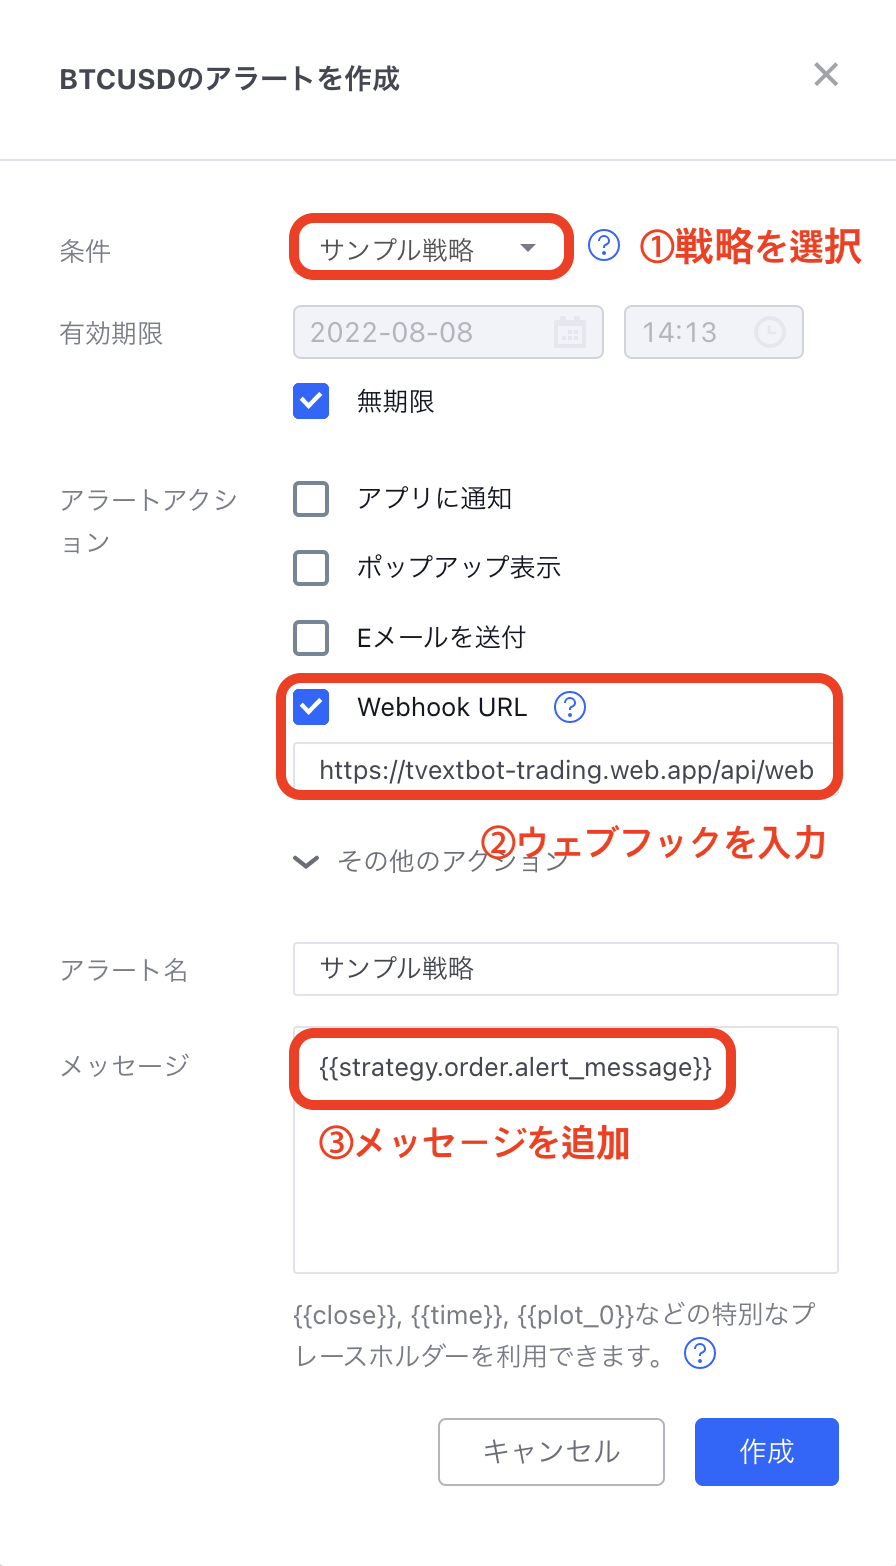 BTCUSDのアラートを作成
条件
サンプル戦略
①戦略を選択
有効期限
2022-08-08
14:13
無期限
アラートアクシ
ョン
アプリに通知
ポップアップ表示
Eメールを送付
Webhook URL
https://tvextbot-trading.web.app/api/web
②ウェブフックを入力
その他のアクション
アラート名
サンプル戦略
メッセージ
{{strategy.order.alert_message}}
③メッセージを追加
{{close}}, {{time}}, {{plot_0}}などの特別なプ
レースホルダーを利用できます。
キャンセル
作成